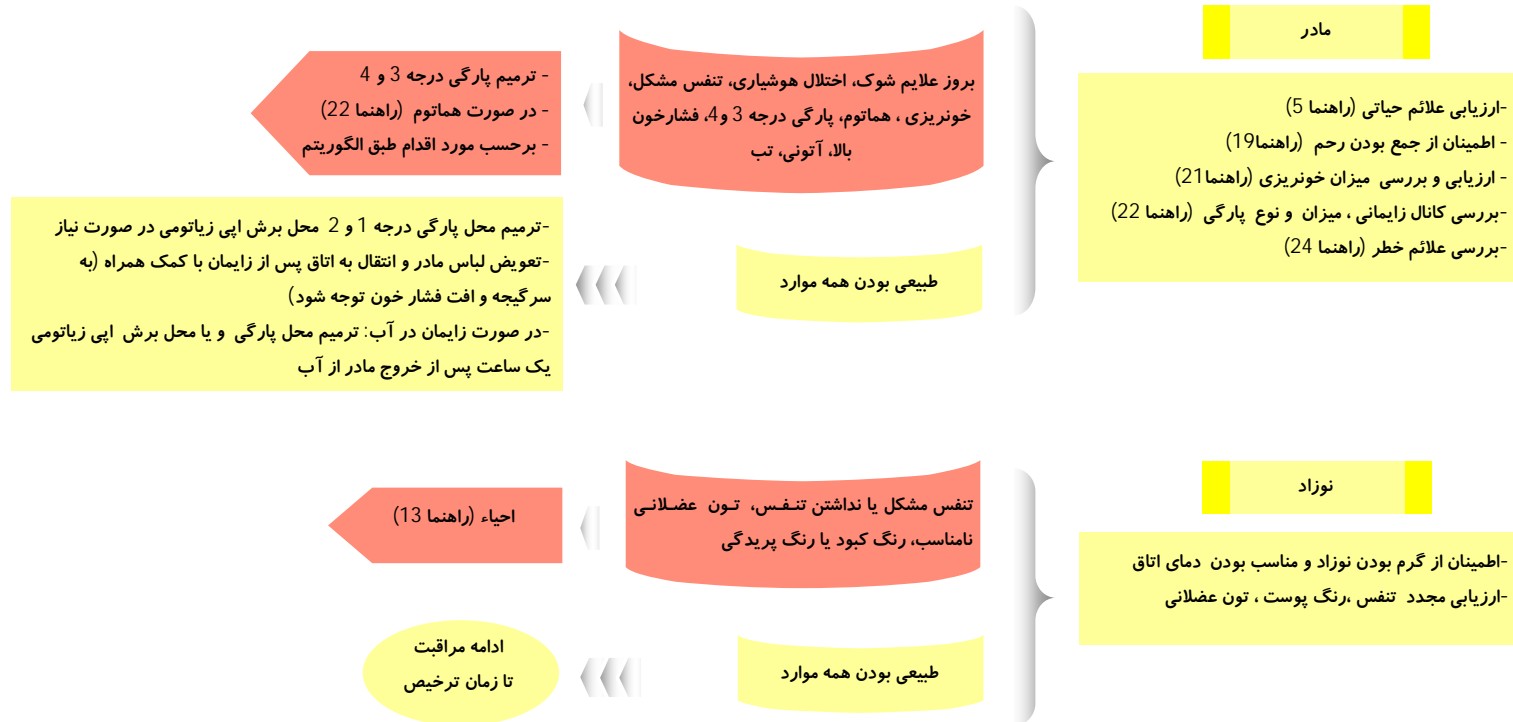 مادر
-ارزیابی علائم حیاتی (راهنما 5)
- اطمینان از جمع بودن رحم (راهنما19)
- ارزیابی و بررسی میزان خونریزی (راهنما21)
-بررسی کانال زایمانی ، میزان و نوع پارگی (راهنما 22)
-بررسی علائم خطر (راهنما 24)
بروز علایم شوک، اختلال هوشیاری، تنفس مشکل،
خونریزی ، هماتوم، پارگی درجه 3 و4، فشارخون
بالا، آتونی، تب
- ترمیم پارگی درجه 3 و 4
- در صورت هماتوم (راهنما 22)
- برحسب مورد اقدام طبق الگوریتم
طبیعی بودن همه موارد
-ترمیم محل پارگی درجه 1 و 2 محل برش اپی زیاتومی در صورت نیاز
-تعویض لباس مادر و انتقال به اتاق پس از زایمان با کمک همراه (به
سرگیجه و افت فشار خون توجه شود)
-در صورت زایمان در آب: ترمیم محل پارگی و یا محل برش اپی زیاتومی
یک ساعت پس از خروج مادر از آب
نوزاد
-اطمینان از گرم بودن نوزاد و مناسب بودن دمای اتاق
-ارزیابی مجدد تنفس ،رنگ پوست ، تون عضلانی
تنفس مشکل یا نداشتن تنفس، تون عضلانی
نامناسب، رنگ کبود یا رنگ پریدگی
احیاء (راهنما 13)
طبیعی بودن همه موارد
ادامه مراقبت
تا زمان ترخیص